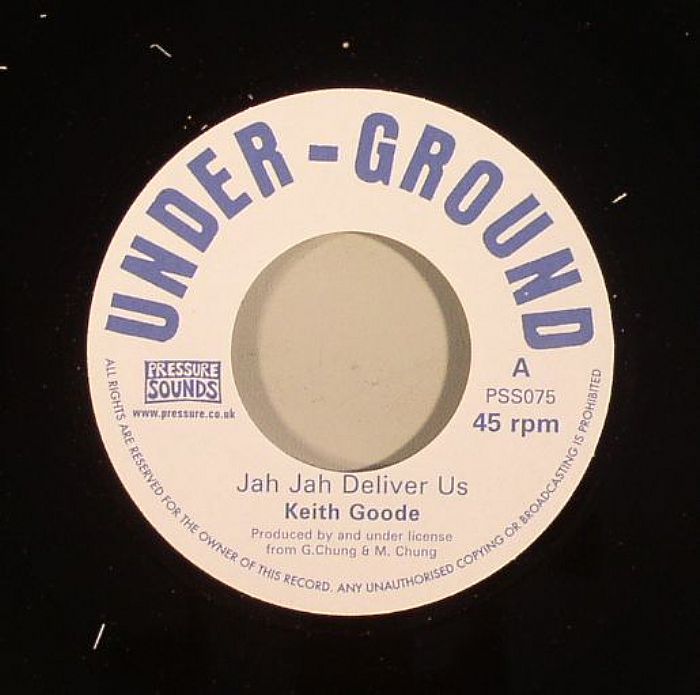 UNDER-GROUND
PRESSURE
SOUNDS
www.pressure.co.uk
A
PSS075
45 rpm
Jah Jah Deliver Us
Keith Goode
Produced by and under license
from G.Chung & M. Chung
ALL RIGHTS ARE RESERVED FOR THE OWNER OF THIS RECORD. ANY UNAUTHORISED COPYING OR BROADCASTING IS PROHIBITED